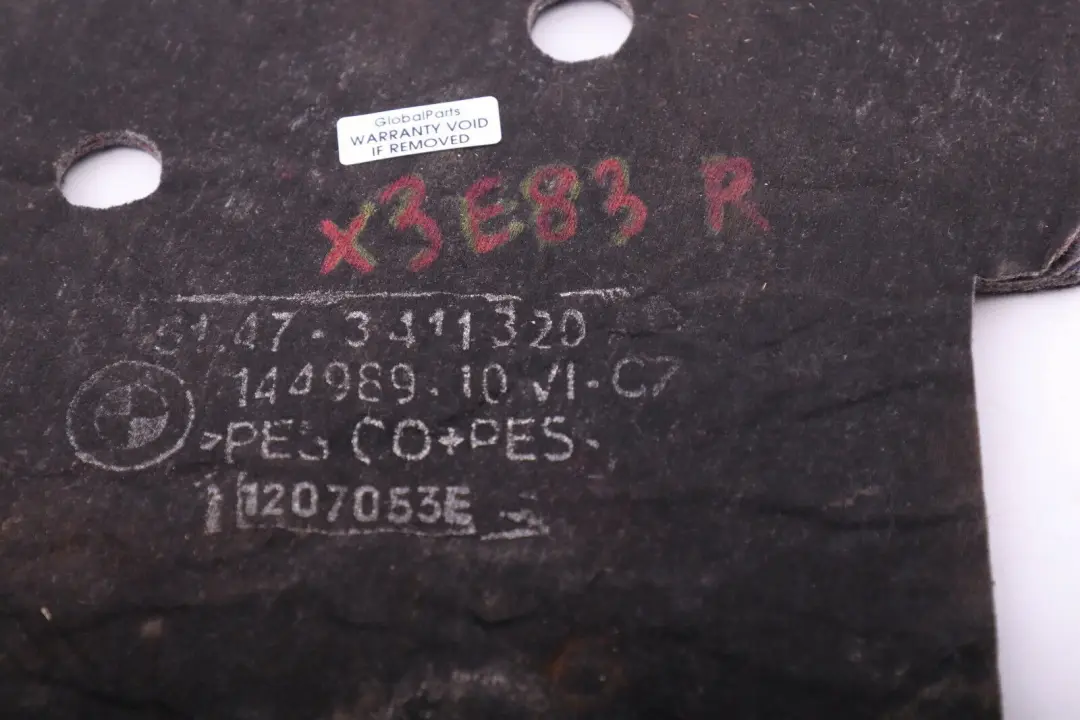 GlobalParts
WARRANTY VOID
IF REMOVED
X3E83 R
51.47-3411320
144989.10 VI-C7
>PES CO+PES
1207053E